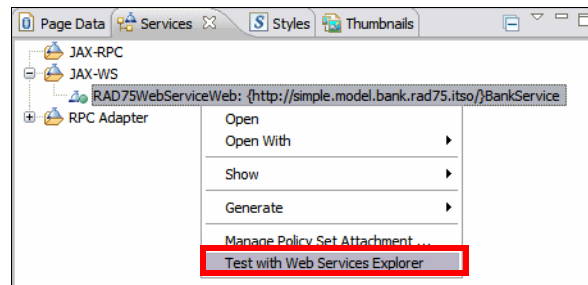 Page Data Services Styles Thumbnails
JAX-RPC
JAX-WS
RAD75WebServiceWeb: {http://simple.model.bank.rad75.itso/}BankService
RPC Adapter
Open
Open With
Show
Generate
Manage Policy Set Attachment ...
Test with Web Services Explorer